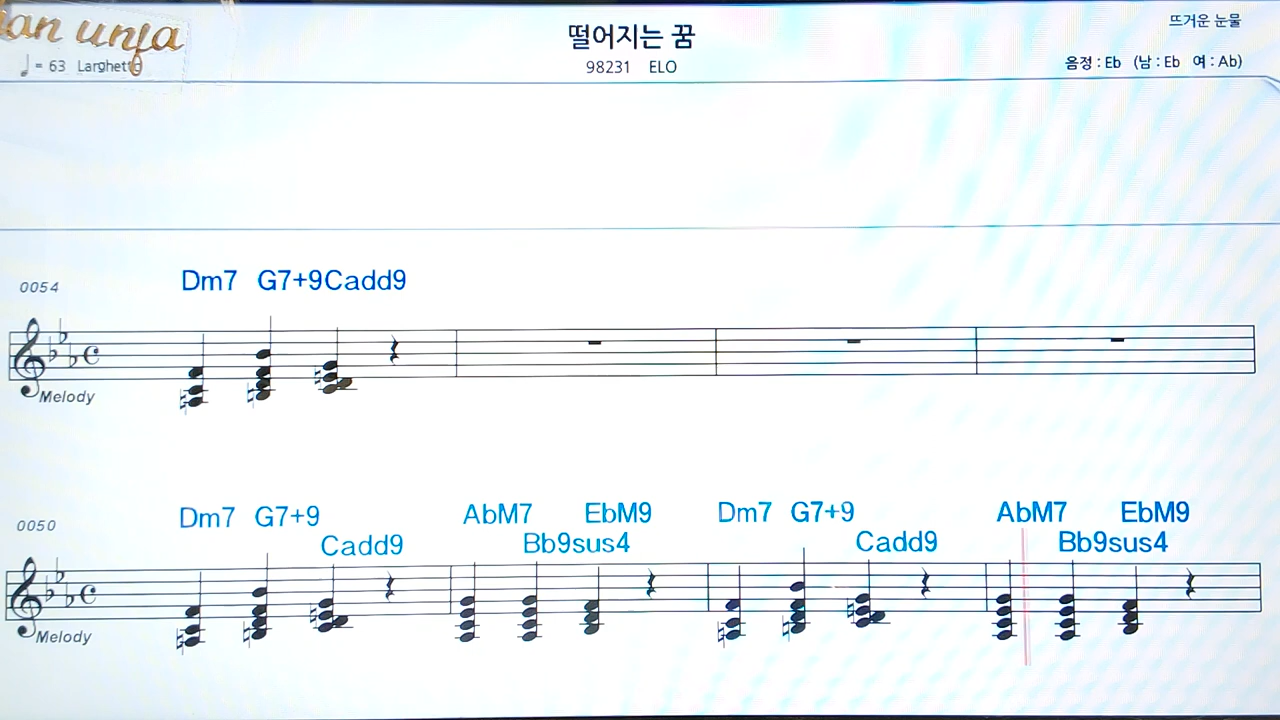 떨어지는 꿈
뜨거운 눈물
♩= 63 Larghetto
98231 ELO
음정 : Eb (남 : Eb 여 : Ab)
0054
Dm7 G7+9 Cadd9
Melody
0050
Dm7 G7+9 AbM7 EbM9 Dm7 G7+9 AbM7 EbM9
Cadd9 Bb9sus4 Cadd9 Bb9sus4
Melody